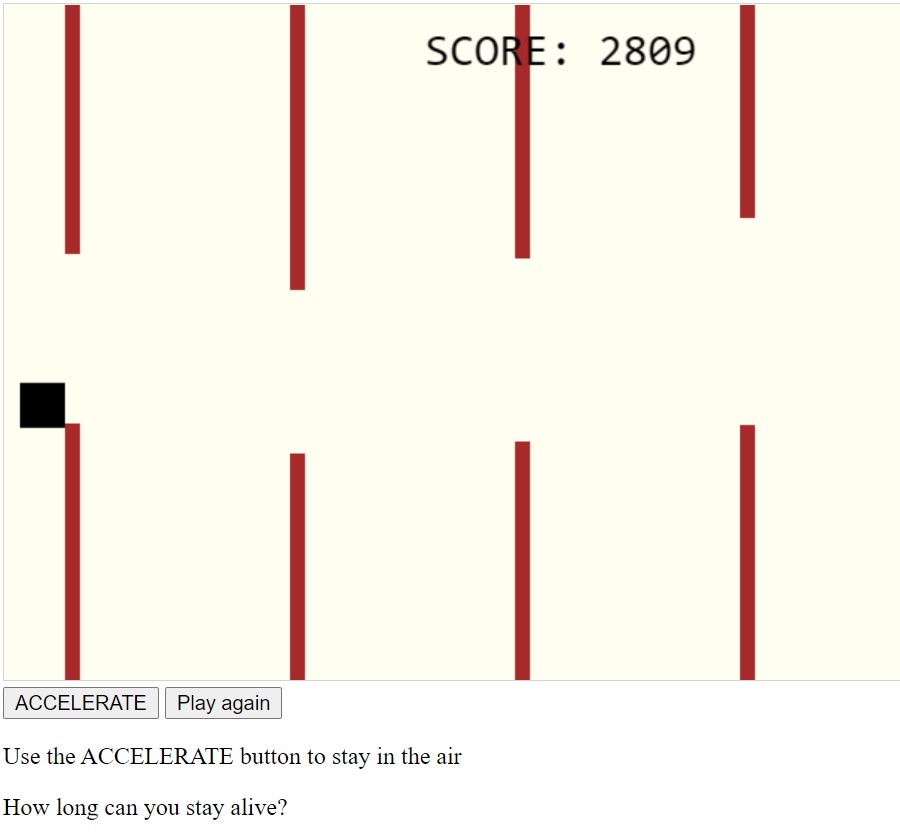 SCORE: 2809
ACCELERATE Play again
Use the ACCELERATE button to stay in the air
How long can you stay alive?